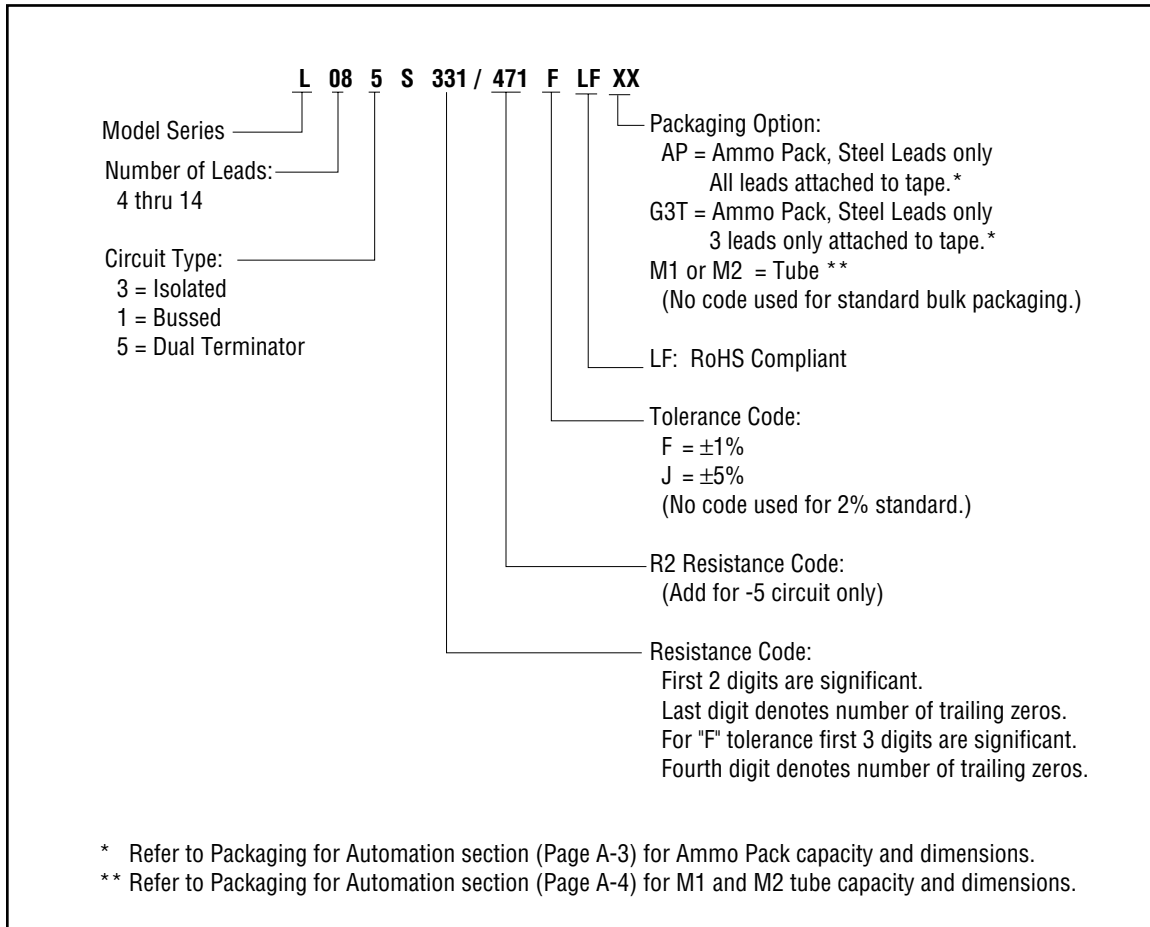 L 08 5 S 331 / 471 F LF XX
Model Series
Number of Leads:
4 thru 14
Circuit Type:
3 = Isolated
1 = Bussed
5 = Dual Terminator
Packaging Option:
AP = Ammo Pack, Steel Leads only
All leads attached to tape.*
G3T = Ammo Pack, Steel Leads only
3 leads only attached to tape.*
M1 or M2 = Tube **
(No code used for standard bulk packaging.)
LF: RoHS Compliant
Tolerance Code:
F = ±1%
J = ±5%
(No code used for 2% standard.)
R2 Resistance Code:
(Add for -5 circuit only)
Resistance Code:
First 2 digits are significant.
Last digit denotes number of trailing zeros.
For "F" tolerance first 3 digits are significant.
Fourth digit denotes number of trailing zeros.
* Refer to Packaging for Automation section (Page A-3) for Ammo Pack capacity and dimensions.
** Refer to Packaging for Automation section (Page A-4) for M1 and M2 tube capacity and dimensions.